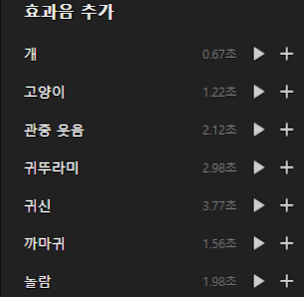 효과음 추가
개 0.67초
고양이 1.22초
관중 웃음 2.12초
귀뚜라미 2.98초
귀신 3.77초
까마귀 1.56초
놀람 1.98초